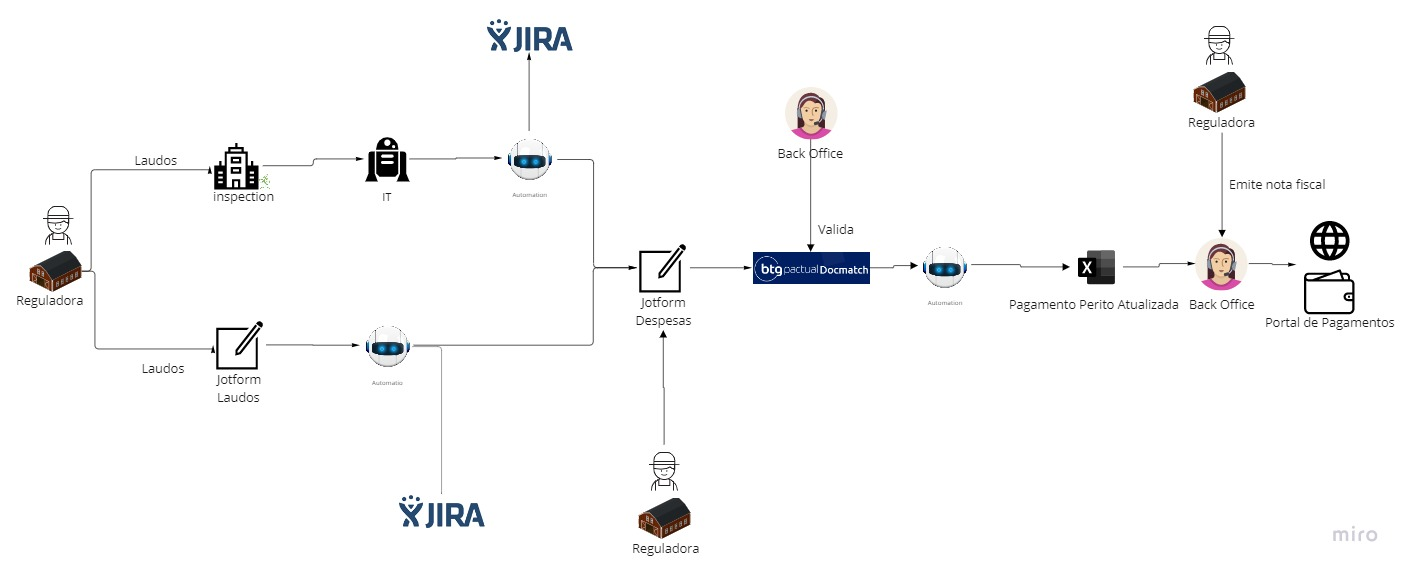 JIRA
Reguladora
Back Office
Laudos
inspection
IT
Automation
Emite nota fiscal
Valida
Reguladora
Jotform
Despesas
btg pactual Docmatch
Automation
X
Pagamento Perito Atualizada
Back Office
Portal de Pagamentos
Laudos
Jotform
Laudos
Automatio
JIRA
Reguladora
miro